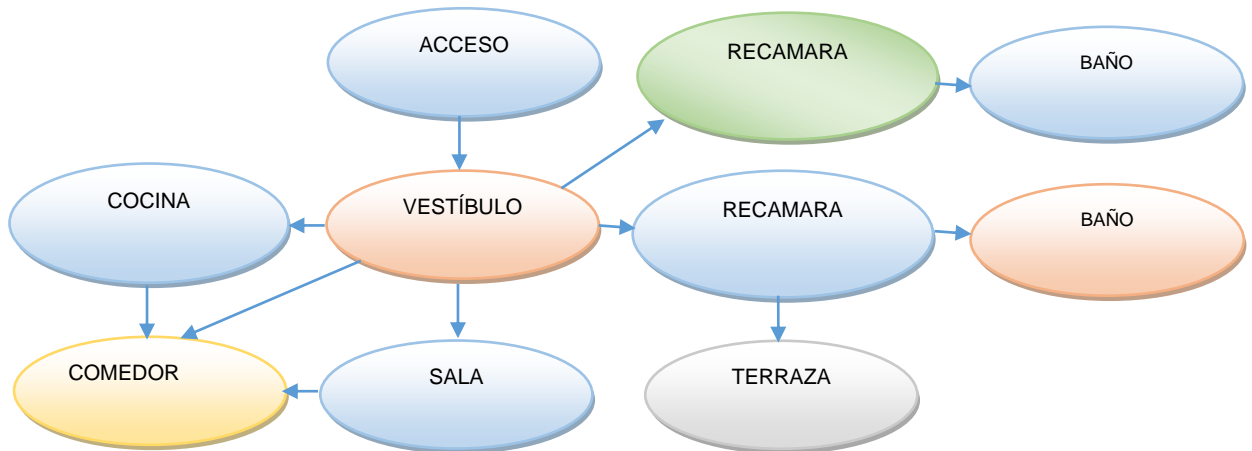 ACCESO
RECAMARA
BAÑO
COCINA
VESTÍBULO
RECAMARA
BAÑO
COMEDOR
SALA
TERRAZA